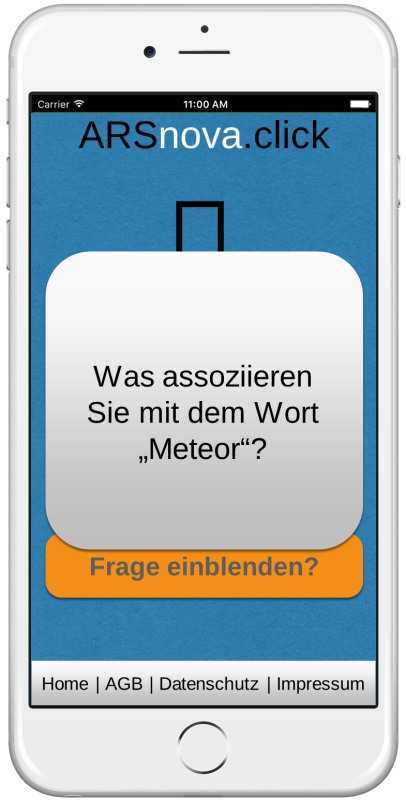 Carrier 11:00 AM
ARSnova.click
Was assoziieren
Sie mit dem Wort
„Meteor“?
Frage einblenden?
Home | AGB | Datenschutz | Impressum